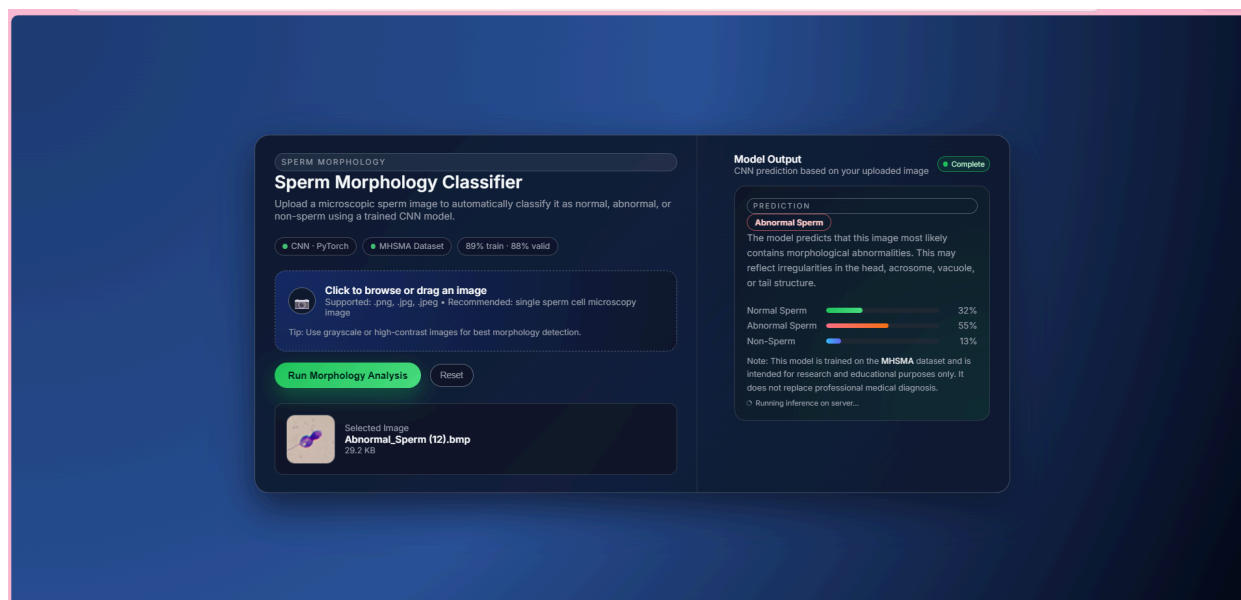 SPERM MORPHOLOGY
Sperm Morphology Classifier
Upload a microscopic sperm image to automatically classify it as normal, abnormal, or
non-sperm using a trained CNN model.
CNN · PyTorch
MHSMA Dataset
89% train · 88% valid
Click to browse or drag an image
Supported: .png, .jpg, .jpeg • Recommended: single sperm cell microscopy
image
Tip: Use grayscale or high-contrast images for best morphology detection.
Run Morphology Analysis
Reset
Selected Image
Abnormal_Sperm (12).bmp
29.2 KB
Model Output
CNN prediction based on your uploaded image
Complete
PREDICTION
Abnormal Sperm
The model predicts that this image most likely
contains morphological abnormalities. This may
reflect irregularities in the head, acrosome, vacuole,
or tail structure.
Normal Sperm 32%
Abnormal Sperm 55%
Non-Sperm 13%
Note: This model is trained on the MHSMA dataset and is
intended for research and educational purposes only. It
does not replace professional medical diagnosis.
Running inference on server...